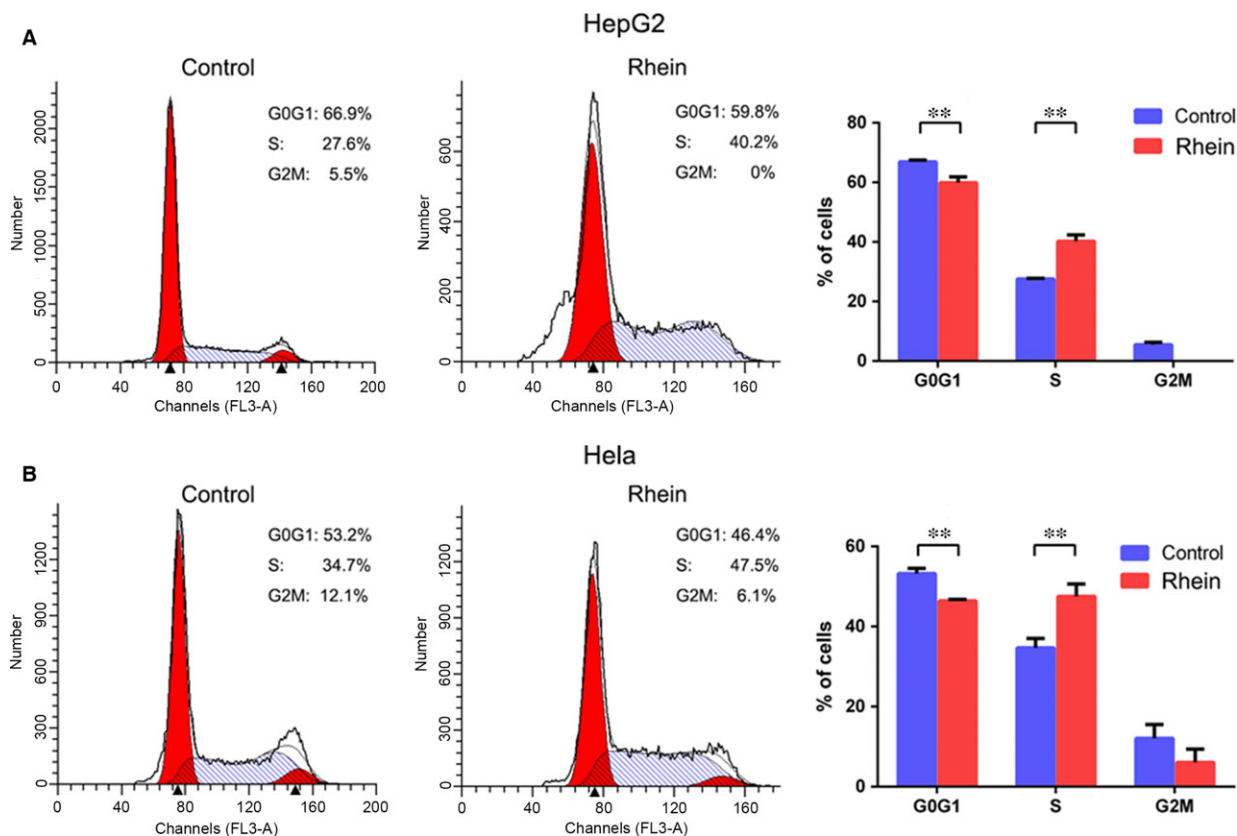 HepG2
A
Control
G0G1: 66.9%
S: 27.6%
G2M: 5.5%
Number
0 500 1000 1500 2000
0 40 80 120 160 200
Channels (FL3-A)
Rhein
G0G1: 59.8%
S: 40.2%
G2M: 0%
Number
0 200 400 600
0 40 80 120 160
Channels (FL3-A)
** **
Control
Rhein
% of cells
80
60
40
20
0
G0G1 S G2M
Hela
B
Control
G0G1: 53.2%
S: 34.7%
G2M: 12.1%
Number
0 300 600 900 1200
0 40 80 120 160 200
Channels (FL3-A)
Rhein
G0G1: 46.4%
S: 47.5%
G2M: 6.1%
Number
0 300 600 900 1200
0 40 80 120 160
Channels (FL3-A)
** **
Control
Rhein
% of cells
60
40
20
0
G0G1 S G2M